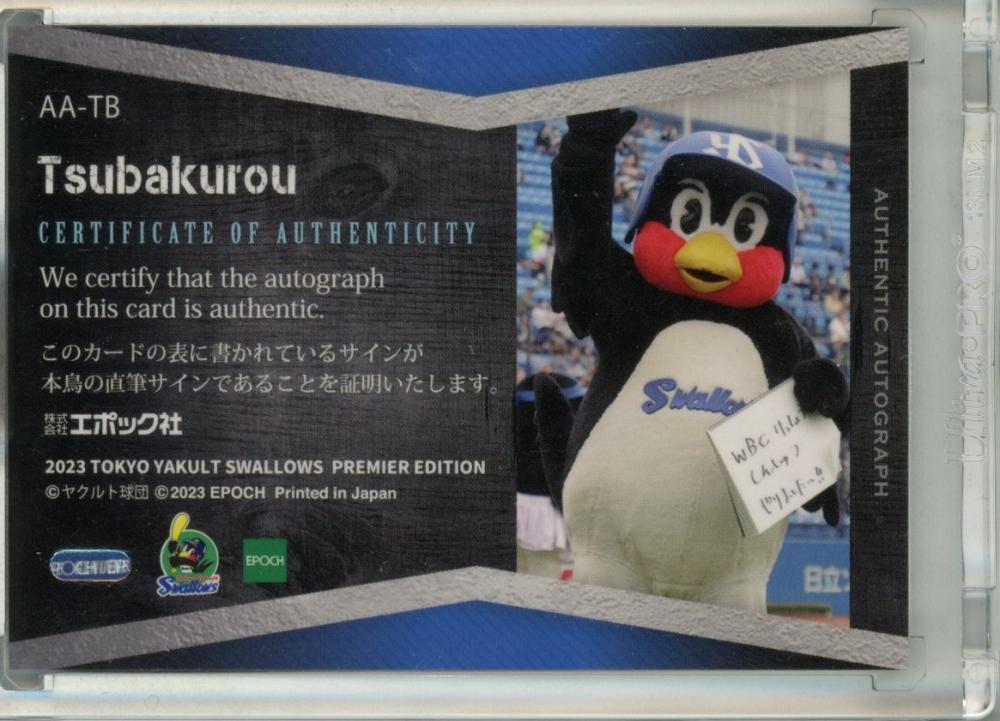 AA-TB
Tsubakurou
CERTIFICATE OF AUTHENTICITY
We certify that the autograph
on this card is authentic.
このカードの表に書かれているサインが
本鳥の直筆サインであることを証明いたします。
株式会社エポック社
2023 TOKYO YAKULT SWALLOWS PREMIER EDITION
©ヤクルト球団 ©2023 EPOCH Printed in Japan
Swallows
EPOCH
YS
Swallo
WBC
日立
AUTHENTIC AUTOGRAPH
UltraPRO®